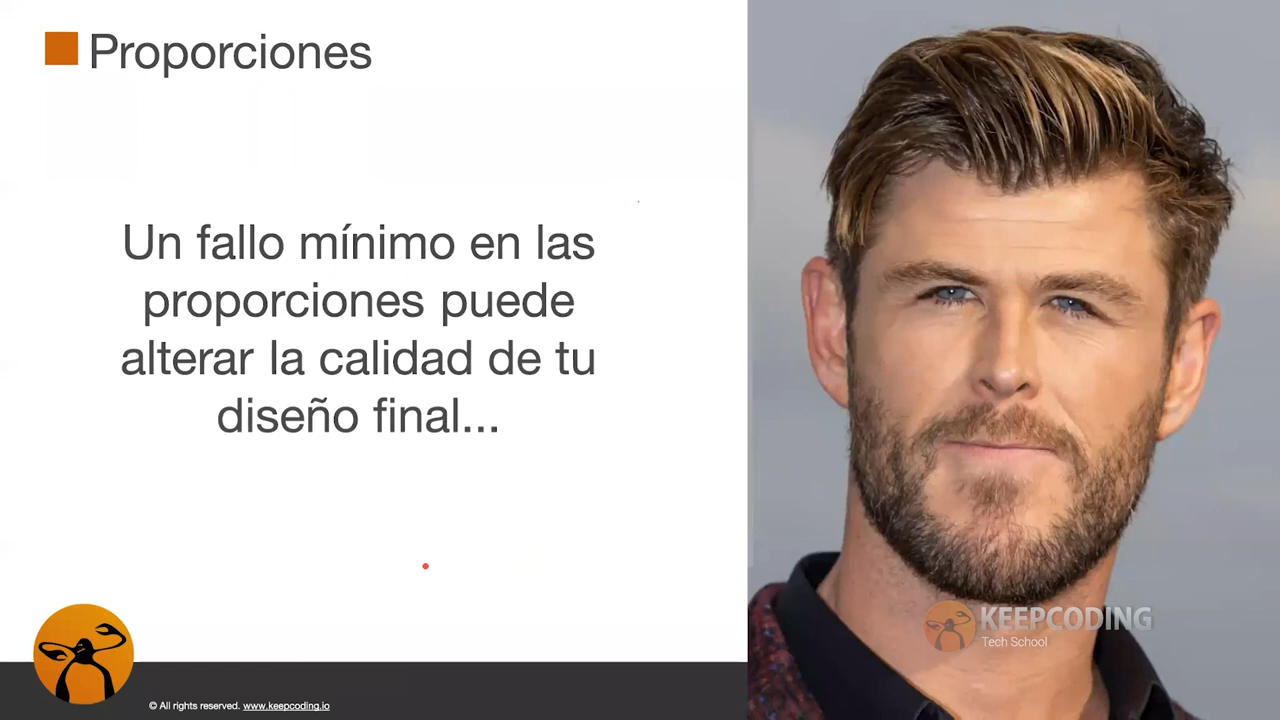 Proporciones
Un fallo mínimo en las
proporciones puede
alterar la calidad de tu
diseño final...
KEEPCODING
Tech School
© All rights reserved. www.keepcoding.io